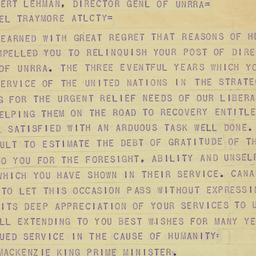 ERT LEHMAN, DIRECTOR GENL OF UNRRA=
EL TRAYMORE ATLCTY=
EARNED WITH GREAT REGRET THAT REASONS OF H
MPELLED YOU TO RELINQUISH YOUR POST OF DIRE
OF UNRRA. THE THREE EVENTFUL YEARS WHICH YO
SERVICE OF THE UNITED NATIONS IN THE STRATE
G FOR THE URGENT RELIEF NEEDS OF OUR LIBERA
ELPING THEM ON THE ROAD TO RECOVERY ENTITLE
L SATISFIED WITH AN ARDUOUS TASK WELL DONE.
ULT TO ESTIMATE THE DEBT OF GRATITUDE OF TH
O YOU FOR THE FORESIGHT, ABILITY AND UNSELF
WHICH YOU HAVE SHOWN IN THEIR SERVICE. CANA
TO LET THIS OCCASION PASS WITHOUT EXPRESSIN
ITS DEEP APPRECIATION OF YOUR SERVICES TO U
LL EXTENDING TO YOU BEST WISHES FOR MANY YE
UED SERVICE IN THE CAUSE OF HUMANITY=
MACKENZIE KING PRIME MINISTER.